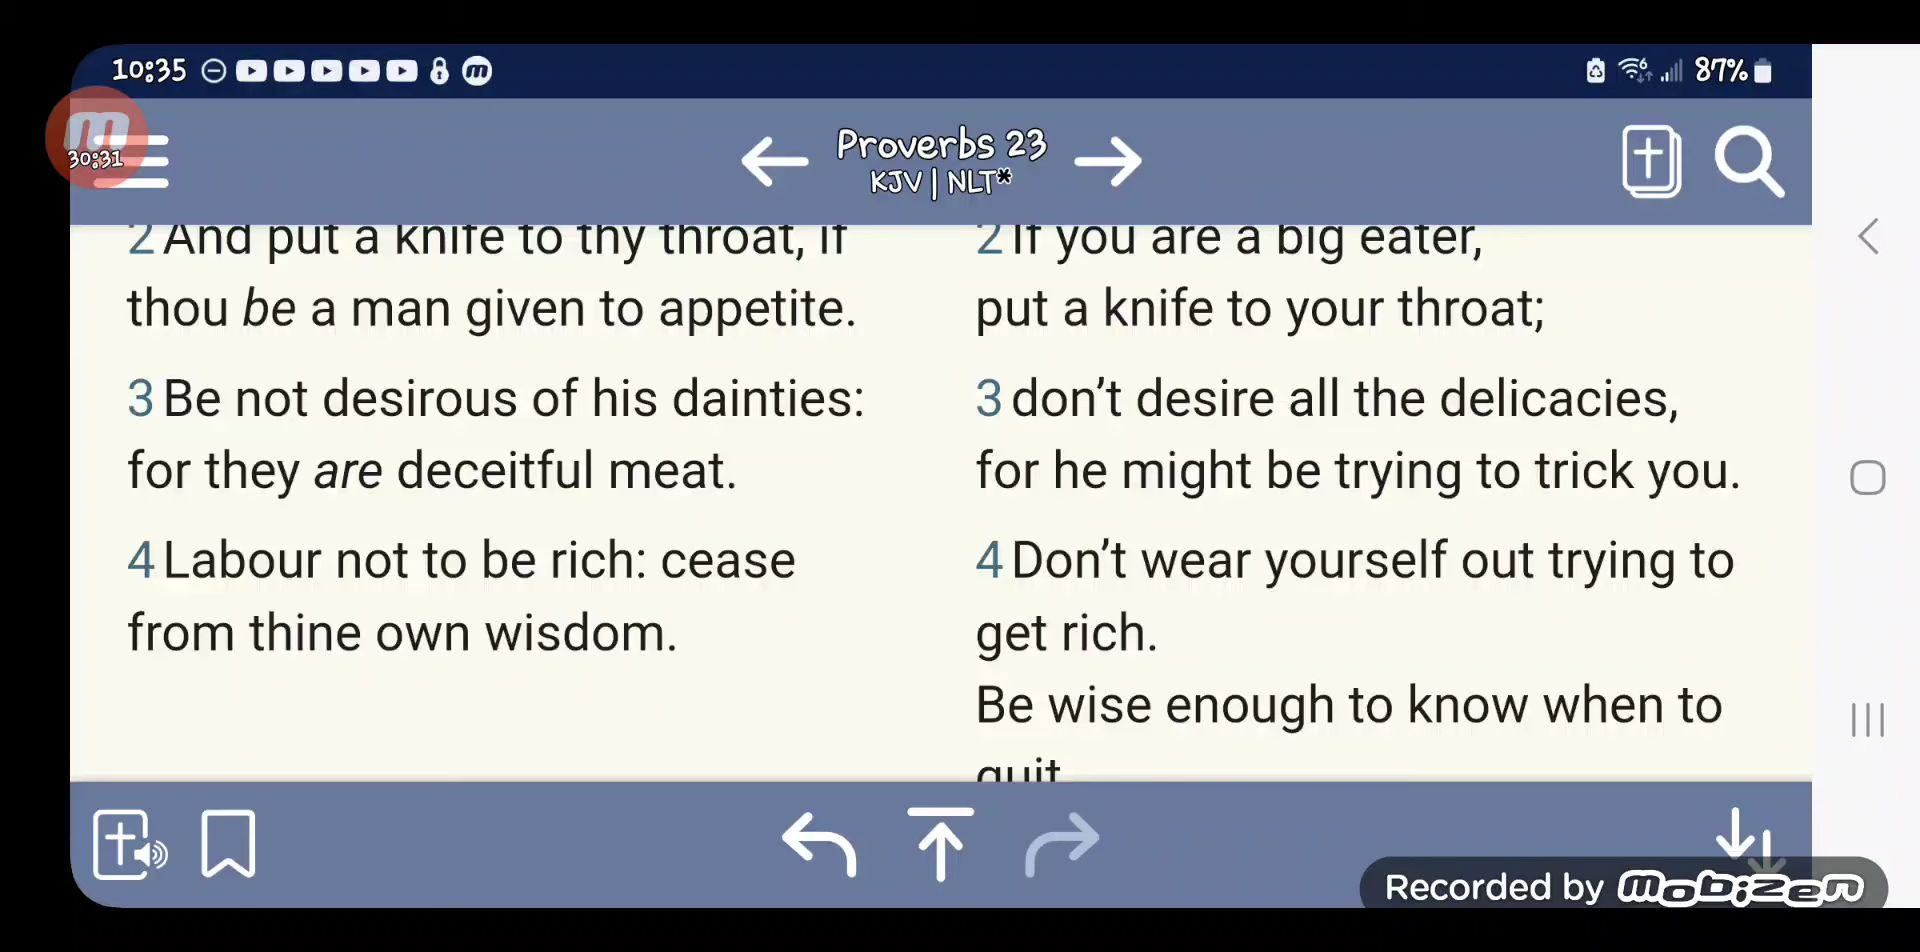 10:35
87%
30:31
Proverbs 23
KJV | NLT*
2 And put a knife to thy throat, if
thou be a man given to appetite.
3 Be not desirous of his dainties:
for they are deceitful meat.
4 Labour not to be rich: cease
from thine own wisdom.
2 If you are a big eater,
put a knife to your throat;
3 don’t desire all the delicacies,
for he might be trying to trick you.
4 Don’t wear yourself out trying to
get rich.
Be wise enough to know when to
quit.
Recorded by mobizen